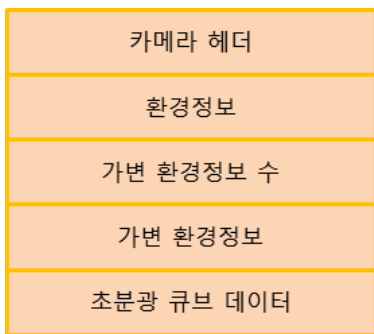 카메라 헤더
환경정보
가변 환경정보 수
가변 환경정보
초분광 큐브 데이터